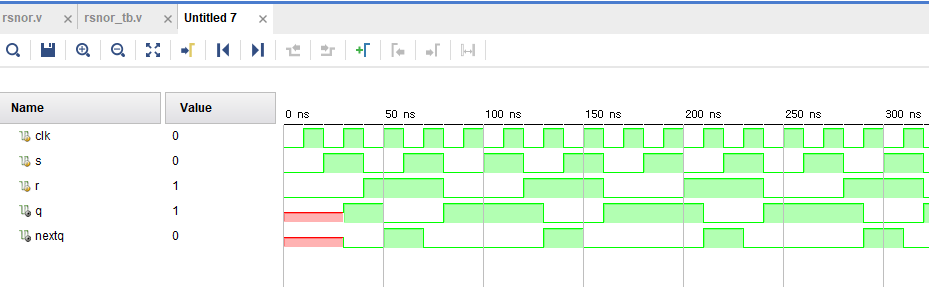 rsnor.v × rsnor_tb.v × Untitled 7 ×
Name Value
0 ns 50 ns 100 ns 150 ns 200 ns 250 ns 300 ns
clk 0
s 0
r 1
q 1
nextq 0